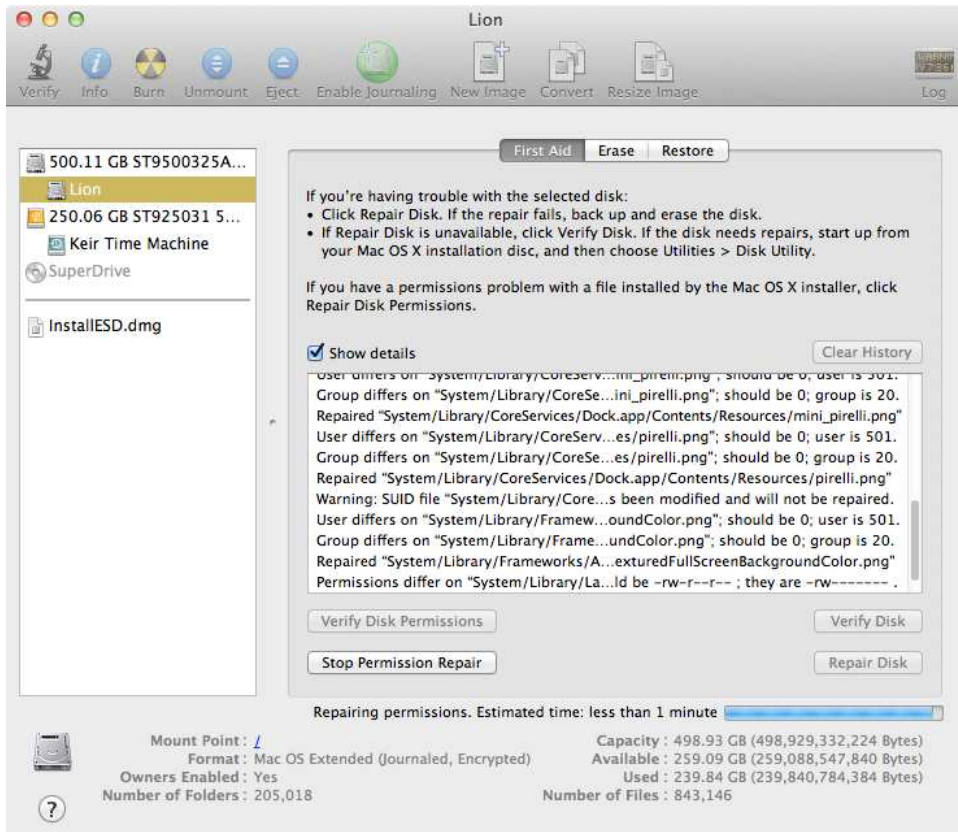 Lion
Verify Info Burn Unmount Eject Enable Journaling New Image Convert Resize Image Log
500.11 GB ST9500325A...
Lion
250.06 GB ST925031 5...
Keir Time Machine
SuperDrive
InstallESD.dmg
First Aid Erase Restore
If you're having trouble with the selected disk:
• Click Repair Disk. If the repair fails, back up and erase the disk.
• If Repair Disk is unavailable, click Verify Disk. If the disk needs repairs, start up from
your Mac OS X installation disc, and then choose Utilities > Disk Utility.
If you have a permissions problem with a file installed by the Mac OS X installer, click
Repair Disk Permissions.
Show details
Clear History
User differs on "System/Library/CoreServ...ini_pirelli.png"; should be 0; user is 501.
Group differs on "System/Library/CoreSe...ini_pirelli.png"; should be 0; group is 20.
Repaired "System/Library/CoreServices/Dock.app/Contents/Resources/mini_pirelli.png"
User differs on "System/Library/CoreServ...es/pirelli.png"; should be 0; user is 501.
Group differs on "System/Library/CoreSe...es/pirelli.png"; should be 0; group is 20.
Repaired "System/Library/CoreServices/Dock.app/Contents/Resources/pirelli.png"
Warning: SUID file "System/Library/Core...s been modified and will not be repaired.
User differs on "System/Library/Framew...oundColor.png"; should be 0; user is 501.
Group differs on "System/Library/Frame...undColor.png"; should be 0; group is 20.
Repaired "System/Library/Frameworks/A...exturedFullScreenBackgroundColor.png"
Permissions differ on "System/Library/La...ld be -rw-r--r-- ; they are -rw------- .
Verify Disk Permissions
Verify Disk
Stop Permission Repair
Repair Disk
Repairing permissions. Estimated time: less than 1 minute
Mount Point : /
Format : Mac OS Extended (Journaled, Encrypted)
Owners Enabled : Yes
Number of Folders : 205,018
Capacity : 498.93 GB (498,929,332,224 Bytes)
Available : 259.09 GB (259,088,547,840 Bytes)
Used : 239.84 GB (239,840,784,384 Bytes)
Number of Files : 843,146
?